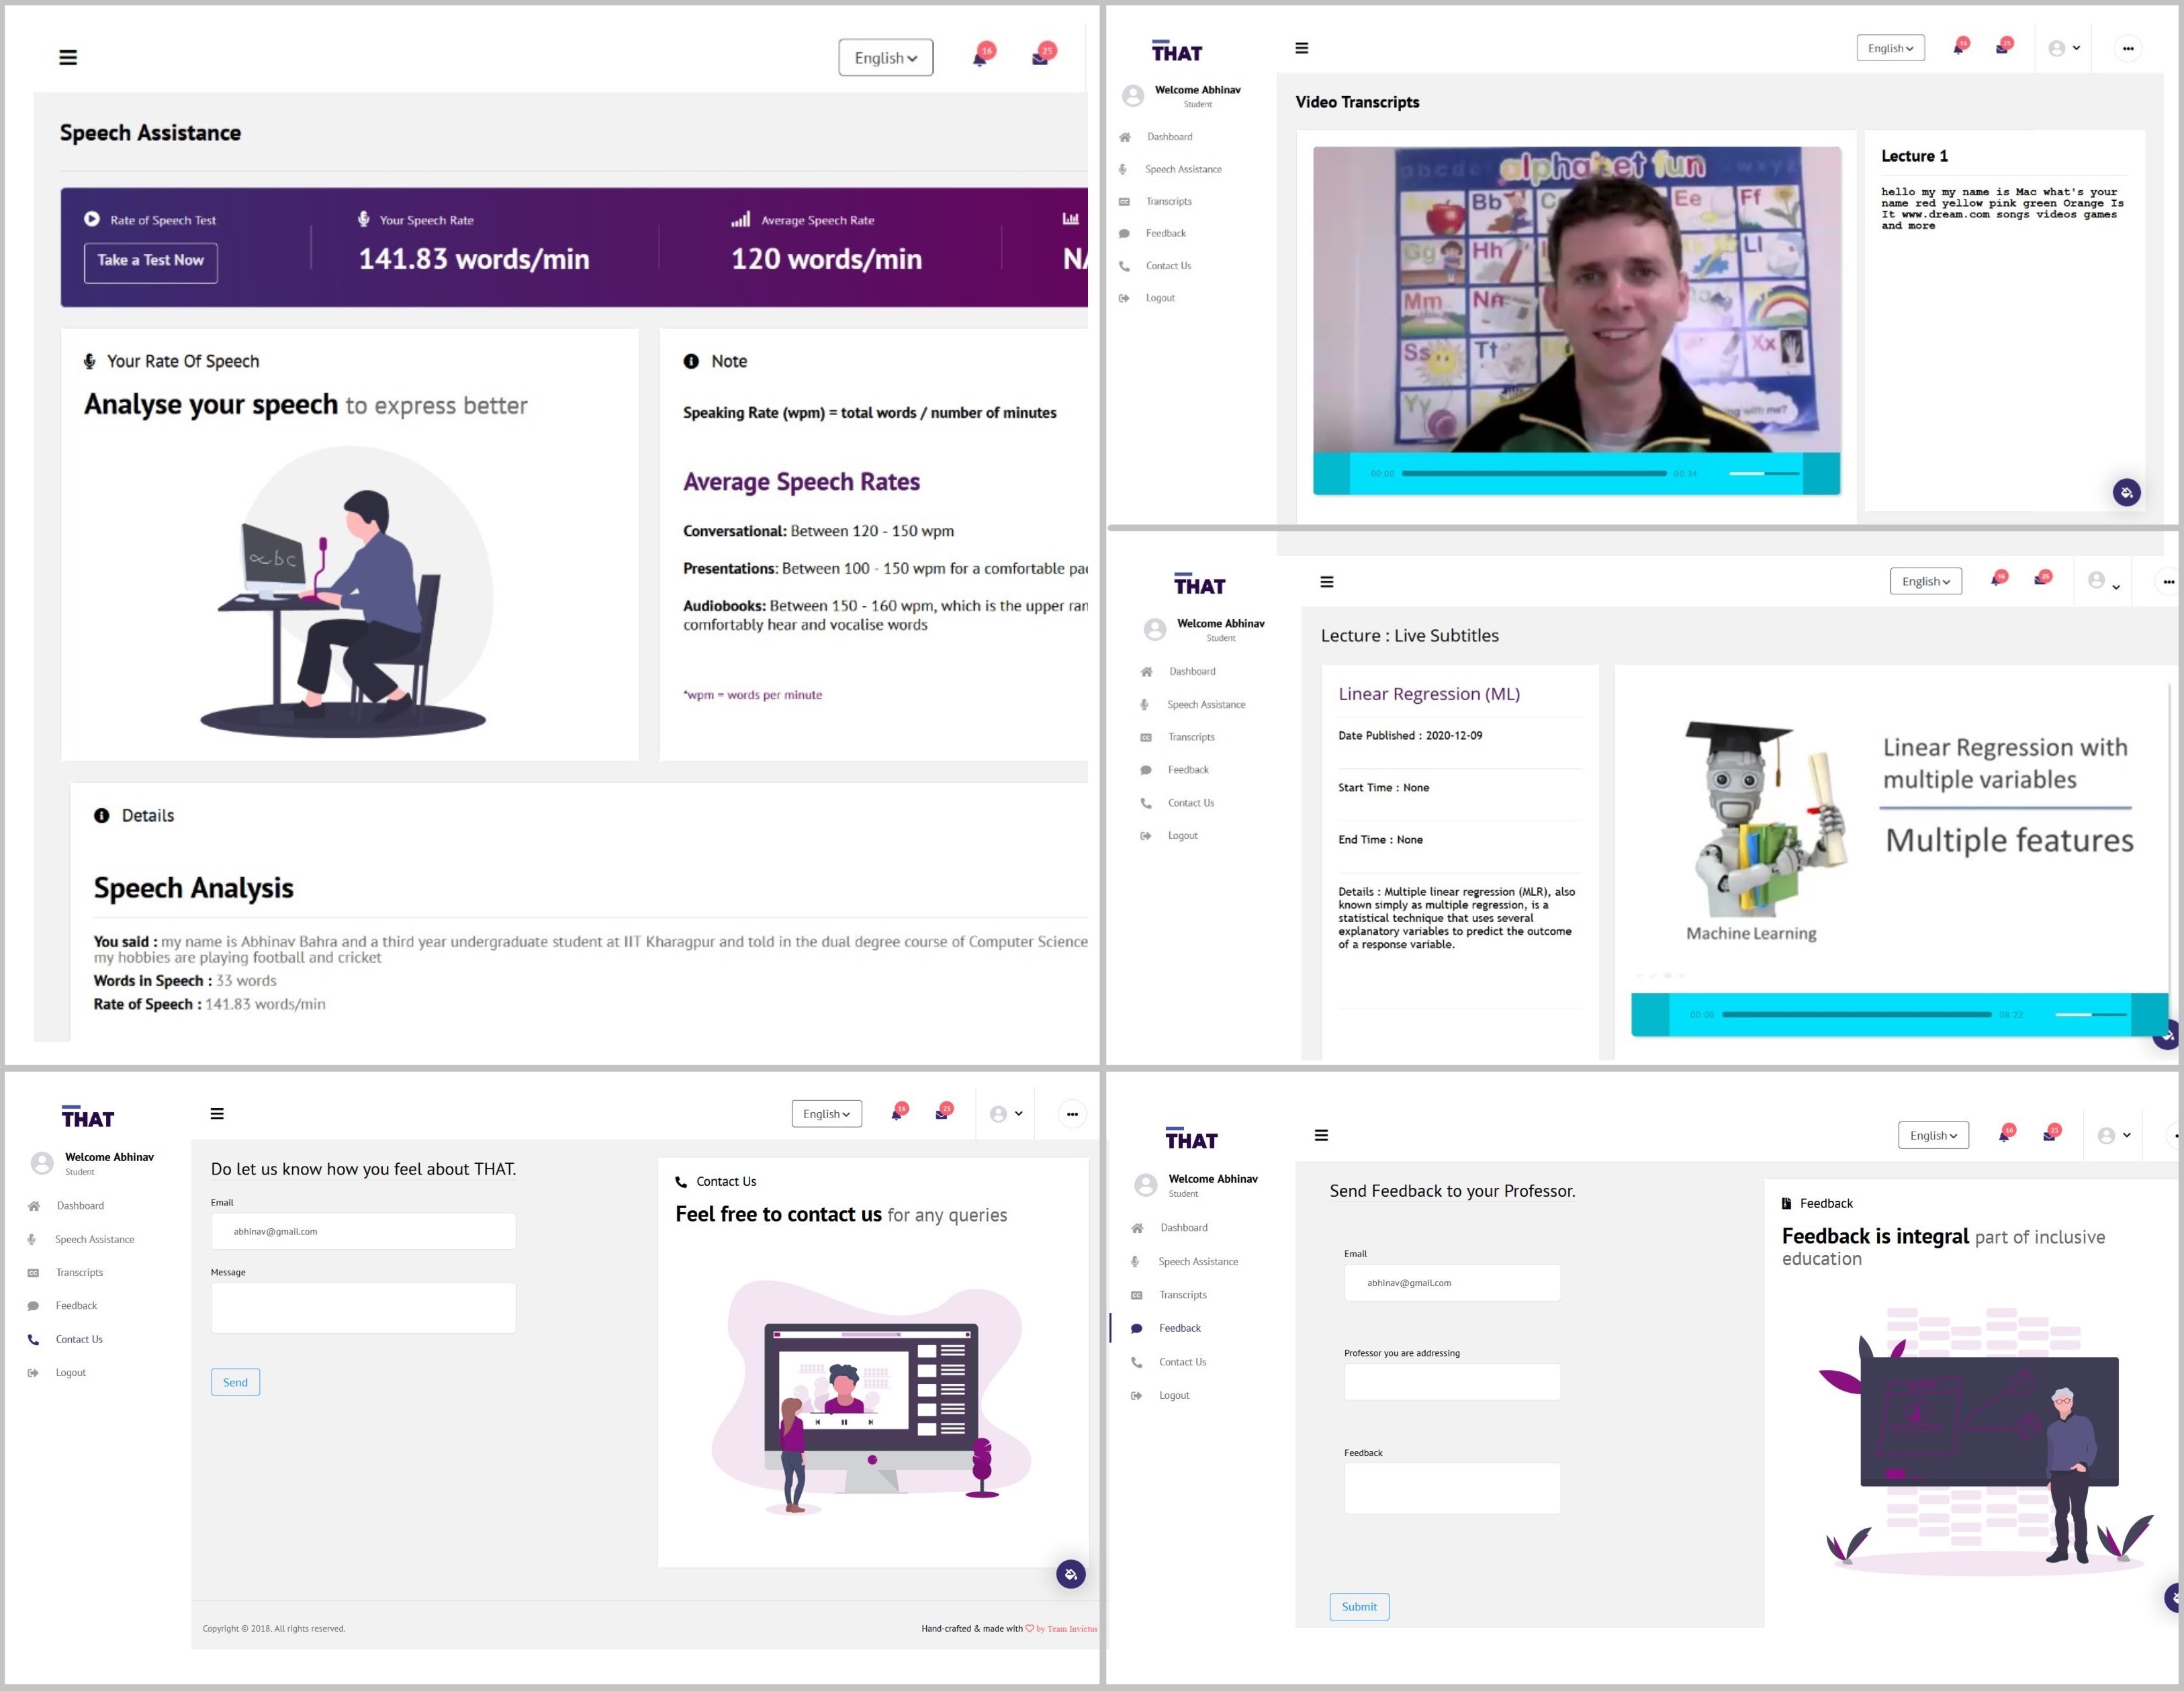 English
16
25
Speech Assistance
Rate of Speech Test
Take a Test Now
Your Speech Rate
141.83 words/min
Average Speech Rate
120 words/min
Your Rate Of Speech
Analyse your speech to express better
abc
Note
Speaking Rate (wpm) = total words / number of minutes
Average Speech Rates
Conversational: Between 120 - 150 wpm
Presentations: Between 100 - 150 wpm for a comfortable
Audiobooks: Between 150 - 160 wpm, which is the upper
comfortably hear and vocalise words
*wpm = words per minute
Details
Speech Analysis
You said : my name is Abhinav Bahra and a third year undergraduate student at IIT Kharagpur and told in the dual degree course of Computer Science
my hobbies are playing football and cricket
Words in Speech : 33 words
Rate of Speech : 141.83 words/min
THAT
English
16
25
Welcome Abhinav
Student
Dashboard
Speech Assistance
Transcripts
Feedback
Contact Us
Logout
Video Transcripts
alphabet fun
Bb
C
Ee
Ff
Gg
Hh
Ll
Mm
Nn
Ss
Tt
Xx
Yy
with me?
00:00
00:34
Lecture 1
hello my my name is Mac what's your
name red yellow pink green Orange Is
It www.dream.com songs videos games
and more
THAT
English
16
25
Welcome Abhinav
Student
Dashboard
Speech Assistance
Transcripts
Feedback
Contact Us
Logout
Lecture : Live Subtitles
Linear Regression (ML)
Date Published : 2020-12-09
Start Time : None
End Time : None
Details : Multiple linear regression (MLR), also
known simply as multiple regression, is a
statistical technique that uses several
explanatory variables to predict the outcome
of a response variable.
Linear Regression with
multiple variables
Multiple features
Machine Learning
00:00
08:22
THAT
English
16
25
Welcome Abhinav
Student
Dashboard
Speech Assistance
Transcripts
Feedback
Contact Us
Logout
Do let us know how you feel about THAT.
Email
abhinav@gmail.com
Message
Send
Contact Us
Feel free to contact us for any queries
Copyright © 2018. All rights reserved.
Hand-crafted & made with ♡ by Team Invictus
THAT
English
16
25
Welcome Abhinav
Student
Dashboard
Speech Assistance
Transcripts
Feedback
Contact Us
Logout
Send Feedback to your Professor.
Email
abhinav@gmail.com
Professor you are addressing
Feedback
Submit
Feedback
Feedback is integral part of inclusive
education